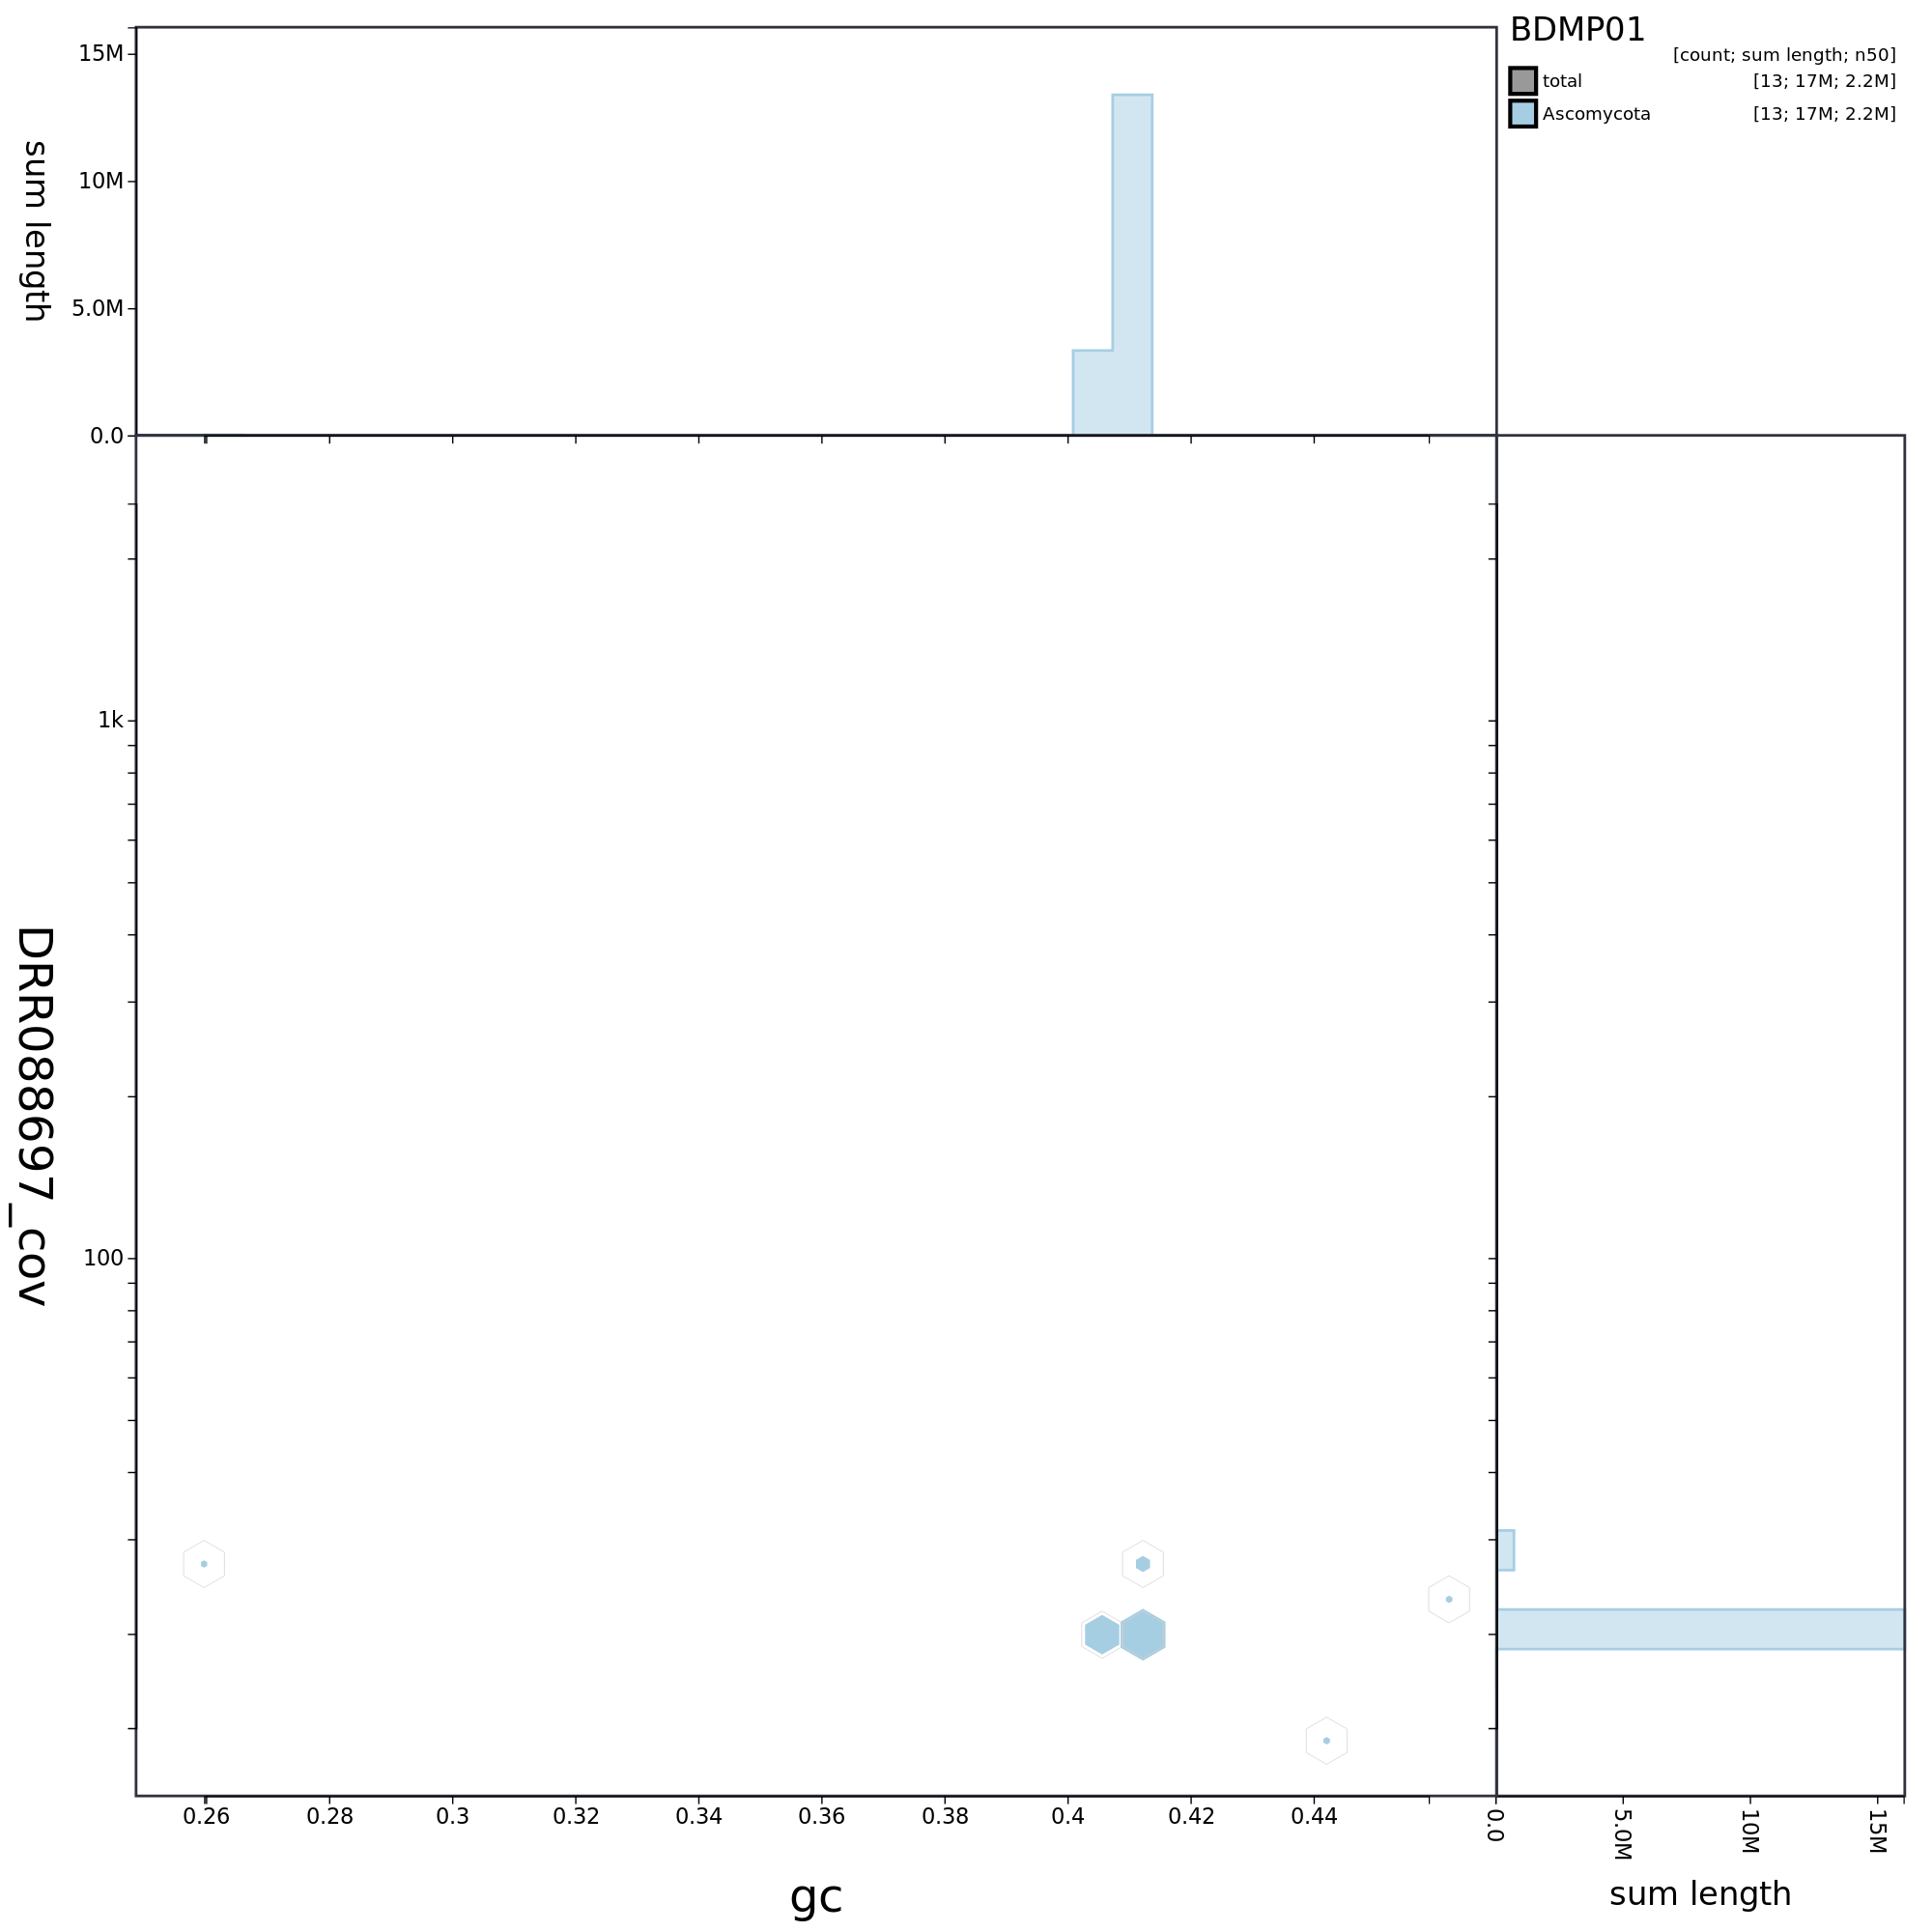 BDMP01
[count; sum length; n50]
total [13; 17M; 2.2M]
Ascomycota [13; 17M; 2.2M]
sum length
15M
10M
5.0M
0.0
DRR088697_cov
1k
100
0.26 0.28 0.3 0.32 0.34 0.36 0.38 0.4 0.42 0.44
gc
0.0 5.0M 10M 15M
sum length